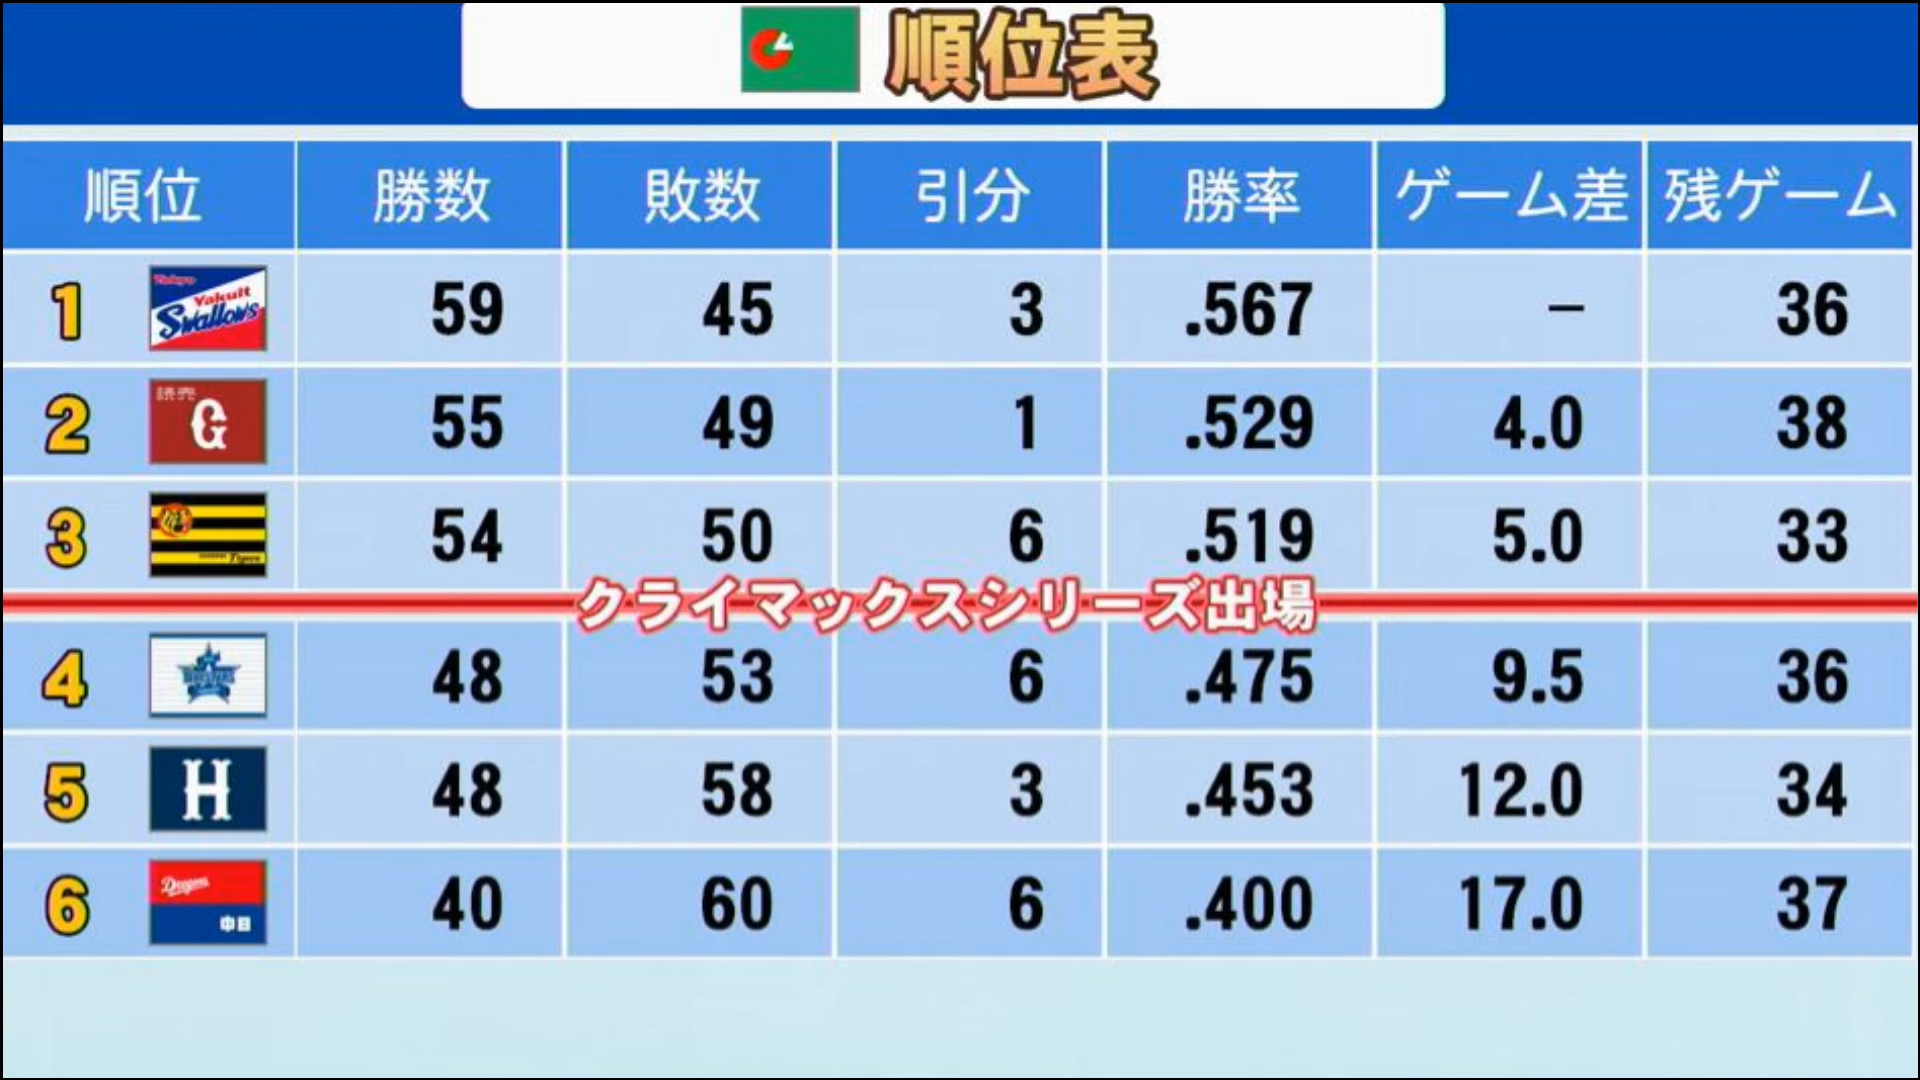 順位表
順位 勝数 敗数 引分 勝率 ゲーム差 残ゲーム
1 Yakult Swallows 59 45 3 .567 － 36
2 読売 G 55 49 1 .529 4.0 38
3 Tigers 54 50 6 .519 5.0 33
クライマックスシリーズ出場
4 48 53 6 .475 9.5 36
5 H 48 58 3 .453 12.0 34
6 Dragons 中日 40 60 6 .400 17.0 37